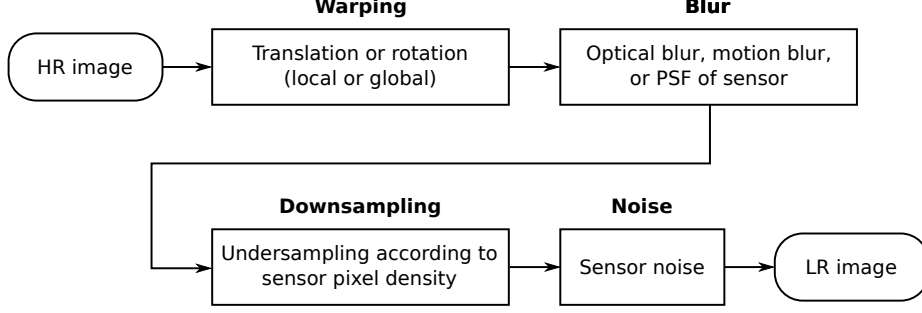 Warping
Blur
HR image
Translation or rotation
(local or global)
Optical blur, motion blur,
or PSF of sensor
Downsampling
Noise
Undersampling according to
sensor pixel density
Sensor noise
LR image